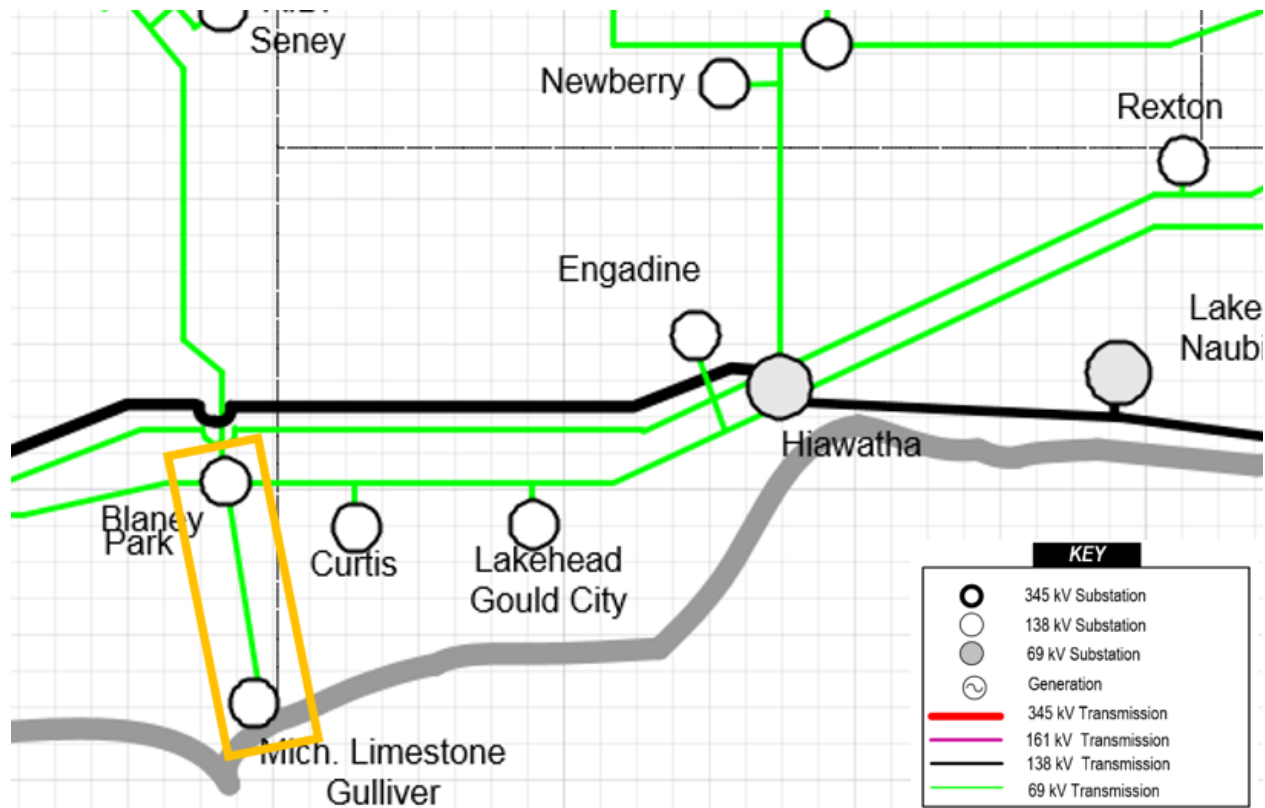 Seney
Newberry
Rexton
Engadine
Lake
Naubi
Hiawatha
Blaney
Park
Curtis
Lakehead
Gould City
Mich. Limestone
Gulliver
KEY
345 kV Substation
138 kV Substation
69 kV Substation
Generation
345 kV Transmission
161 kV Transmission
138 kV Transmission
69 kV Transmission